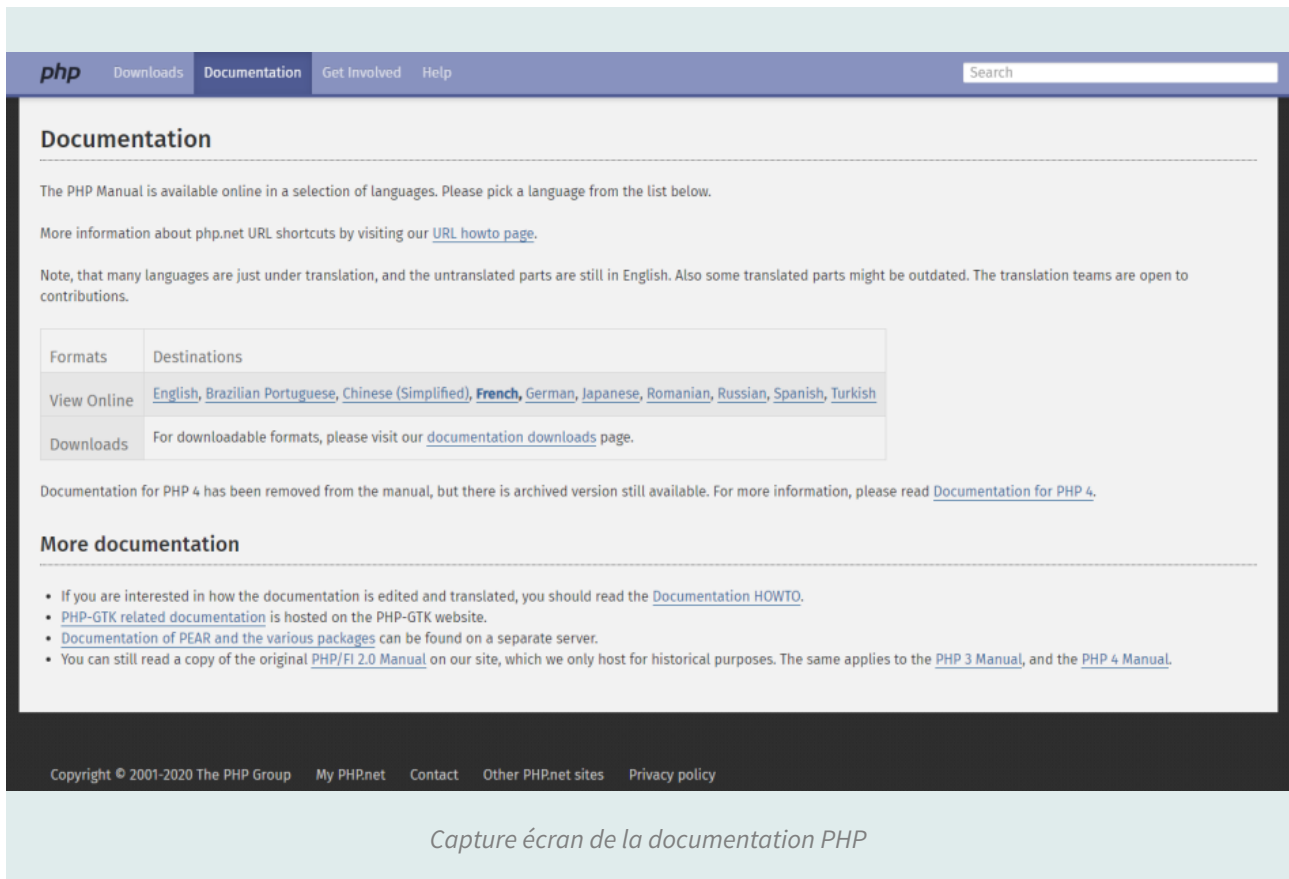 php Downloads Documentation Get Involved Help Search
Documentation
The PHP Manual is available online in a selection of languages. Please pick a language from the list below.
More information about php.net URL shortcuts by visiting our URL howto page.
Note, that many languages are just under translation, and the untranslated parts are still in English. Also some translated parts might be outdated. The translation teams are open to
contributions.
Formats Destinations
View Online English, Brazilian Portuguese, Chinese (Simplified), French, German, Japanese, Romanian, Russian, Spanish, Turkish
Downloads For downloadable formats, please visit our documentation downloads page.
Documentation for PHP 4 has been removed from the manual, but there is archived version still available. For more information, please read Documentation for PHP 4.
More documentation
• If you are interested in how the documentation is edited and translated, you should read the Documentation HOWTO.
• PHP-GTK related documentation is hosted on the PHP-GTK website.
• Documentation of PEAR and the various packages can be found on a separate server.
• You can still read a copy of the original PHP/FI 2.0 Manual on our site, which we only host for historical purposes. The same applies to the PHP 3 Manual, and the PHP 4 Manual.
Copyright © 2001-2020 The PHP Group My PHP.net Contact Other PHP.net sites Privacy policy
Capture écran de la documentation PHP